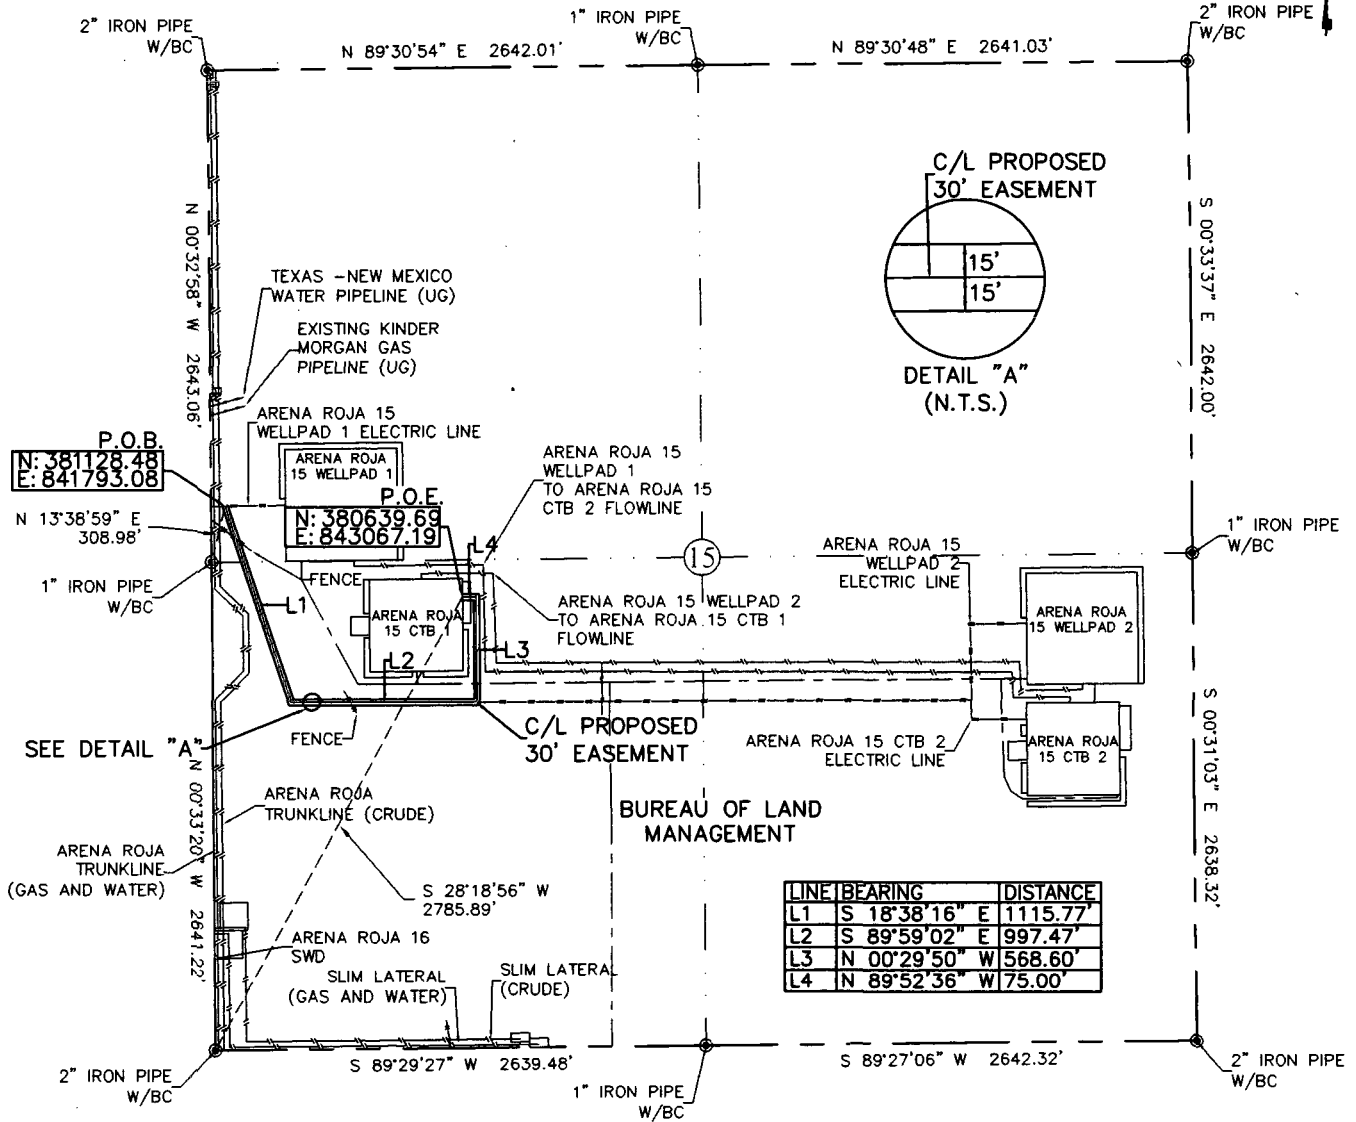 2" IRON PIPE
W/BC
N 89°30'54" E 2642.01'
1" IRON PIPE
W/BC
N 89°30'48" E 2641.03'
2" IRON PIPE
W/BC
C/L PROPOSED
30' EASEMENT
15'
15'
DETAIL "A"
(N.T.S.)
N 00°32'58" W 2643.06'
S 00°33'37" E 2642.00'
TEXAS -NEW MEXICO
WATER PIPELINE (UG)
EXISTING KINDER
MORGAN GAS
PIPELINE (UG)
ARENA ROJA 15
WELLPAD 1 ELECTRIC LINE
P.O.B.
N: 381128.48
E: 841793.08
ARENA ROJA
15 WELLPAD 1
P.O.E.
N: 380639.69
E: 843067.19
ARENA ROJA 15
WELLPAD 1
TO ARENA ROJA 15
CTB 2 FLOWLINE
N 13°38'59" E
308.98'
L4
15
ARENA ROJA 15
WELLPAD 2
ELECTRIC LINE
1" IRON PIPE
W/BC
1" IRON PIPE
W/BC
FENCE
L1
ARENA ROJA
15 CTB 1
ARENA ROJA 15 WELLPAD 2
TO ARENA ROJA 15 CTB 1
FLOWLINE
ARENA ROJA
15 WELLPAD 2
L2
L3
SEE DETAIL "A"
FENCE
C/L PROPOSED
30' EASEMENT
ARENA ROJA 15 CTB 2
ELECTRIC LINE
ARENA ROJA
15 CTB 2
N 00°33'20" W 2641.22'
S 00°31'03" E 2638.32'
ARENA ROJA
TRUNKLINE (CRUDE)
BUREAU OF LAND
MANAGEMENT
ARENA ROJA
TRUNKLINE
(GAS AND WATER)
S 28°18'56" W
2785.89'
LINE BEARING DISTANCE
L1 S 18°38'16" E 1115.77'
L2 S 89°59'02" E 997.47'
L3 N 00°29'50" W 568.60'
L4 N 89°52'36" W 75.00'
ARENA ROJA 16
SWD
SLIM LATERAL
(GAS AND WATER)
SLIM LATERAL
(CRUDE)
2" IRON PIPE
W/BC
S 89°29'27" W 2639.48'
1" IRON PIPE
W/BC
S 89°27'06" W 2642.32'
2" IRON PIPE
W/BC